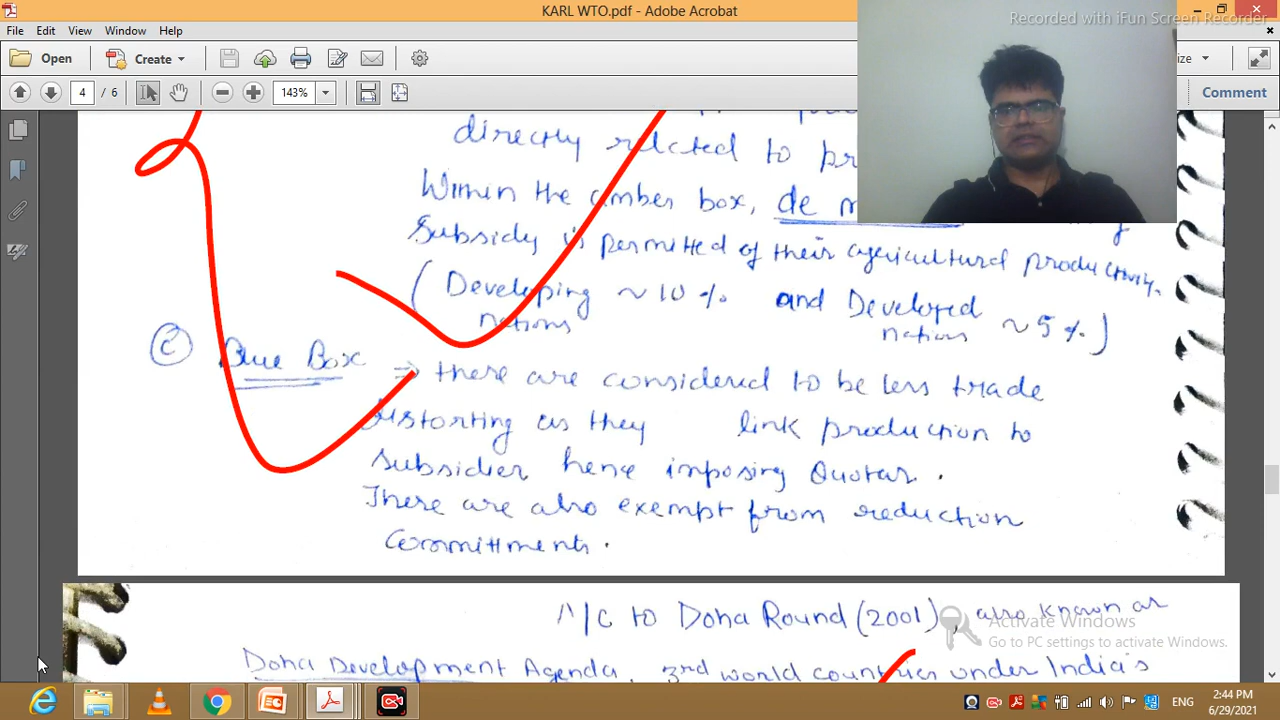 KARL WTO.pdf - Adobe Acrobat
Recorded with iFun Screen Recorder
File Edit View Window Help
Open Create
4 / 6 143% Comment
directly related to
Within the amber box, de
subsidy is permitted of their agricultural productivity.
( Developing nations ~ 10 % and Developed nations ~ 5 % )
(C) Blue Box ⇒ there are considered to be less trade
distorting as they link production to
subsidies hence imposing Quotas.
There are also exempt from reduction
committments.
A/C to Doha Round (2001), also known as
Doha Development Agenda, 3rd world countries under India's
Activate Windows
Go to PC settings to activate Windows.
ENG
2:44 PM
6/29/2021